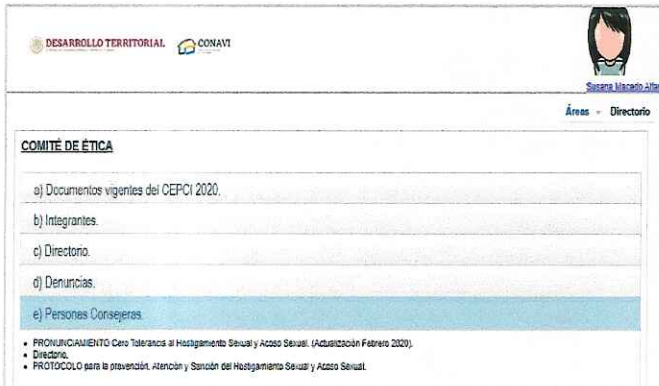 DESARROLLO TERRITORIAL CONAVI
Susana Macedo
Áreas Directorio
COMITÉ DE ÉTICA
a) Documentos vigentes del CEPCI 2020.
b) Integrantes.
c) Directorio.
d) Denuncias.
e) Personas Consejeras.
• PRONUNCIAMIENTO Cero Tolerancia al Hostigamiento Sexual y Acoso Sexual. (Actualización Febrero 2020).
• Directorio.
• PROTOCOLO para la prevención, Atención y Sanción del Hostigamiento Sexual y Acoso Sexual.